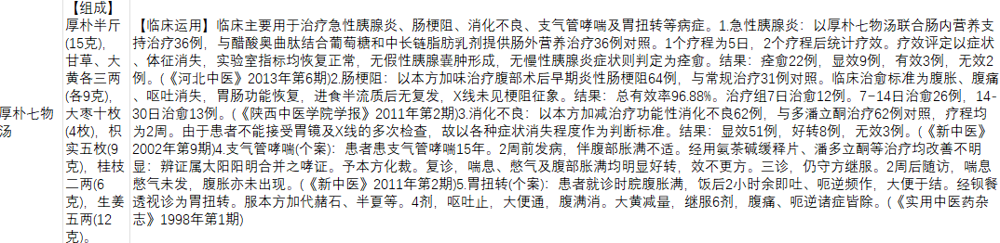 厚朴七物
汤
【组成】
厚朴半斤
(15克)，
甘草、大
黄各三两
(各9克)，
大枣十枚
(4枚)，枳
实五枚(9
克)，桂枝
二两(6
克)，生姜
五两(12
克)。
【临床运用】临床主要用于治疗急性胰腺炎、肠梗阻、消化不良、支气管哮喘及胃扭转等病症。1.急性胰腺炎：以厚朴七物汤联合肠内营养支
持治疗36例，与醋酸奥曲肽结合葡萄糖和中长链脂肪乳剂提供肠外营养治疗36例对照。1个疗程为5日，2个疗程后统计疗效。疗效评定以症状
、体征消失，实验室指标均恢复正常，无假性胰腺囊肿形成，无慢性胰腺炎症状则判定为痊愈。结果：痊愈22例，显效9例，有效3例，无效2
例。(《河北中医》2013年第6期)2.肠梗阻：以本方加味治疗腹部术后早期炎性肠梗阻64例，与常规治疗31例对照。临床治愈标准为腹胀、腹痛
、呕吐消失，胃肠功能恢复，进食半流质后无复发，X线未见梗阻征象。结果：总有效率96.88%。治疗组7日治愈12例。7-14日治愈26例，14-
30日治愈13例。(《陕西中医学院学报》2011年第2期)3.消化不良：以本方加减治疗功能性消化不良62例，与多潘立酮治疗62例对照，疗程均
为2周。由于患者不能接受胃镜及X线的多次检查，故以各种症状消失程度作为判断标准。结果：显效51例，好转8例，无效3例。(《新中医》
2002年第9期)4.支气管哮喘(个案)：患者患支气管哮喘15年。2周前发病，伴腹部胀满不适。经用氨茶碱缓释片、潘多立酮等治疗均改善不明
显：辨证属太阳阳明合并之哮证。予本方化裁。复诊，喘息、憋气及腹部胀满均明显好转，效不更方。三诊，仍守方继服。2周后随访，喘息
憋气未发，腹胀亦未出现。(《新中医》2011年第2期)5.胃扭转(个案)：患者就诊时脘腹胀满，饭后2小时余即吐、呃逆频作，大便于结。经钡餐
透视诊为胃扭转。服本方加代赭石、半夏等。4剂，呕吐止，大便通，腹满消。大黄减量，继服6剂，腹痛、呃逆诸症皆除。(《实用中医药杂
志》1998年第1期)